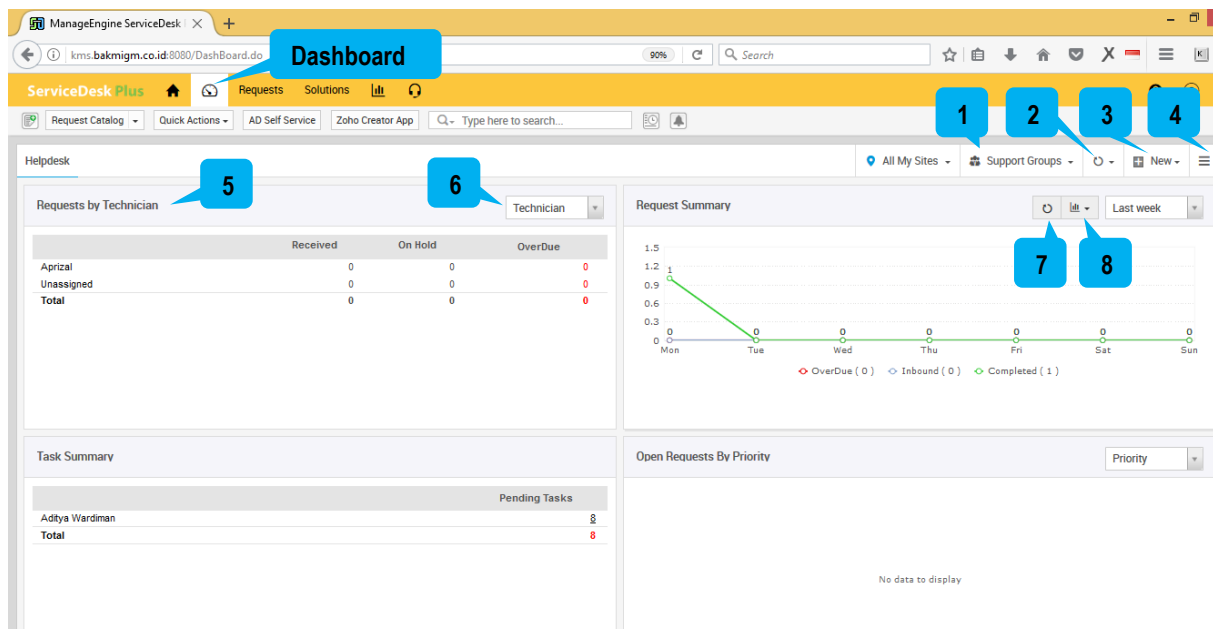 ManageEngine ServiceDesk
kms.bakmigm.co.id:8080/DashBoard.do
90%
Search
Dashboard
ServiceDesk Plus
Requests
Solutions
Request Catalog
Quick Actions
AD Self Service
Zoho Creator App
Type here to search...
1
2
3
4
Helpdesk
All My Sites
Support Groups
New
5
6
Requests by Technician
Technician
Received On Hold OverDue
Aprizal 0 0 0
Unassigned 0 0 0
Total 0 0 0
Request Summary
Last week
7
8
1.5
1.2
0.9
0.6
0.3
0
1
0 0 0 0 0 0 0
Mon Tue Wed Thu Fri Sat Sun
OverDue ( 0 ) Inbound ( 0 ) Completed ( 1 )
Task Summary
Pending Tasks
Aditya Wardiman 8
Total 8
Open Requests By Priority
Priority
No data to display